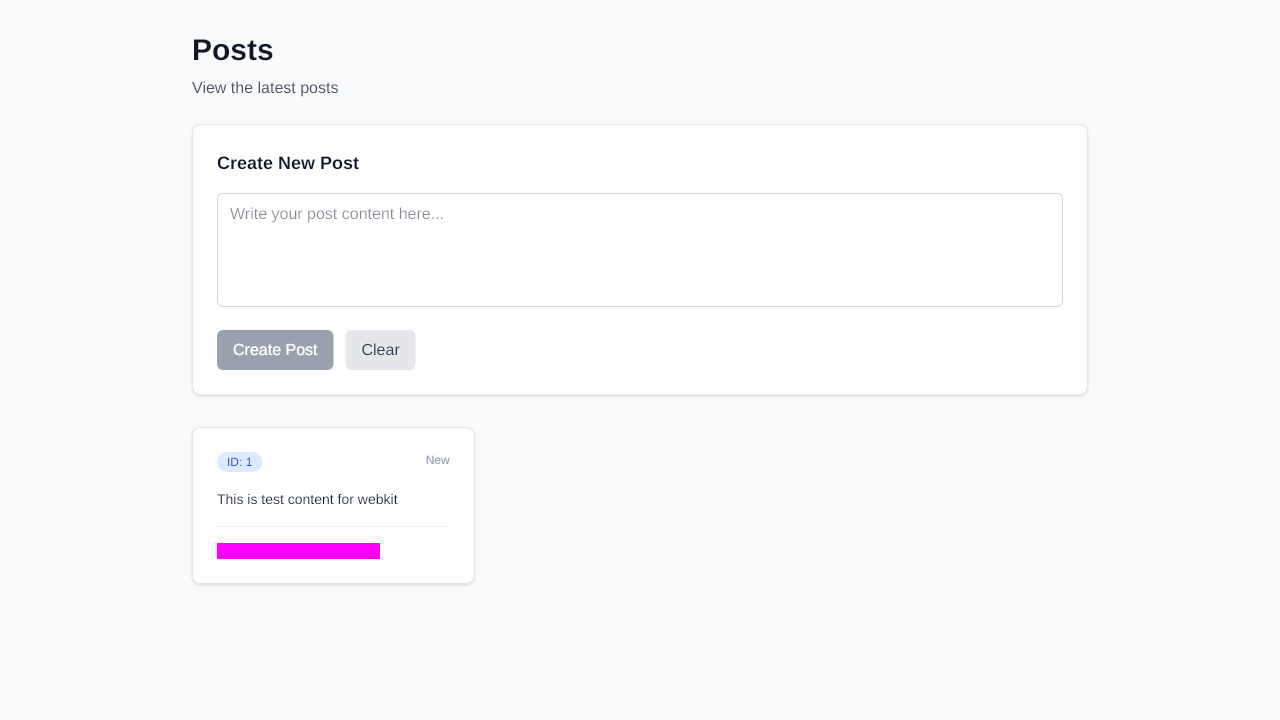 Posts
View the latest posts
Create New Post
Write your post content here...
Create Post
Clear
ID: 1
New
This is test content for webkit